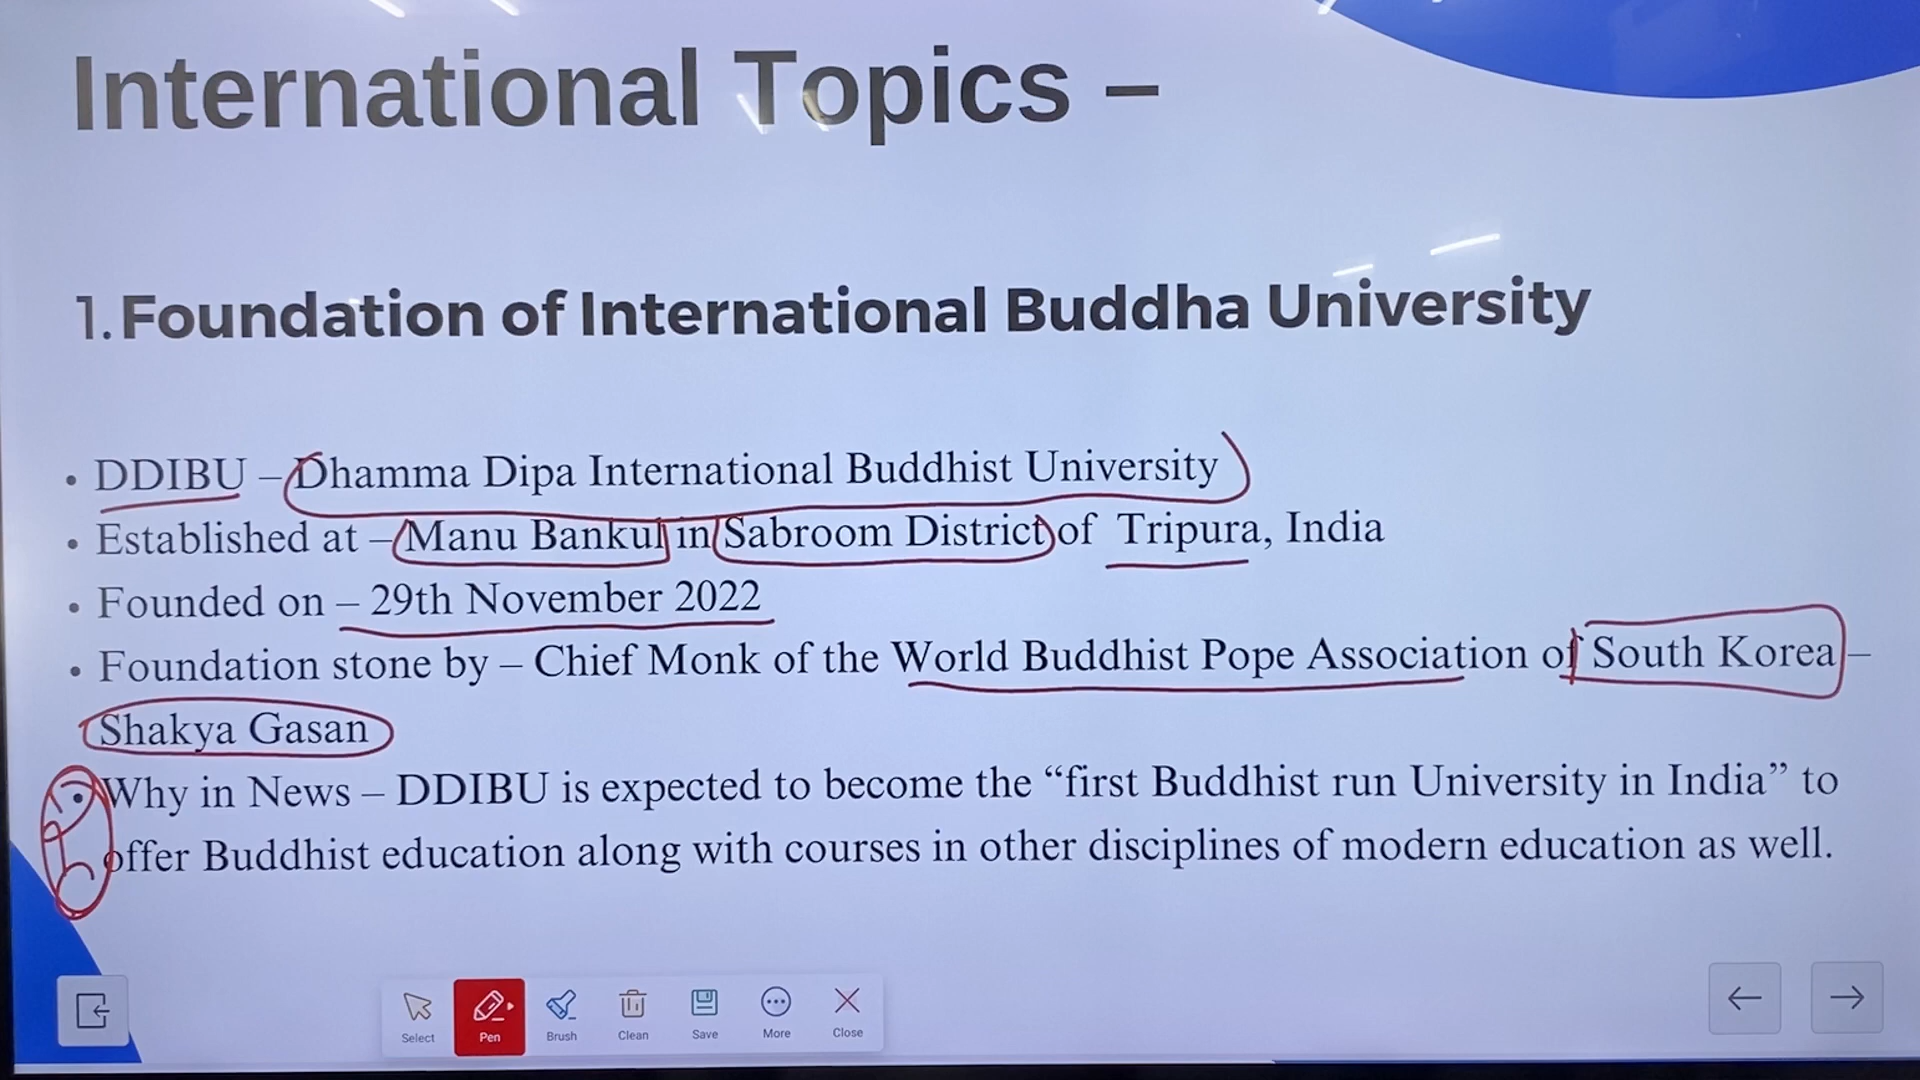 International Topics –
1. Foundation of International Buddha University
• DDIBU – Dhamma Dipa International Buddhist University
• Established at – Manu Bankul in Sabroom District of Tripura, India
• Founded on – 29th November 2022
• Foundation stone by – Chief Monk of the World Buddhist Pope Association of South Korea –
Shakya Gasan
• Why in News – DDIBU is expected to become the “first Buddhist run University in India” to
offer Buddhist education along with courses in other disciplines of modern education as well.
Select Pen Brush Clean Save More Close